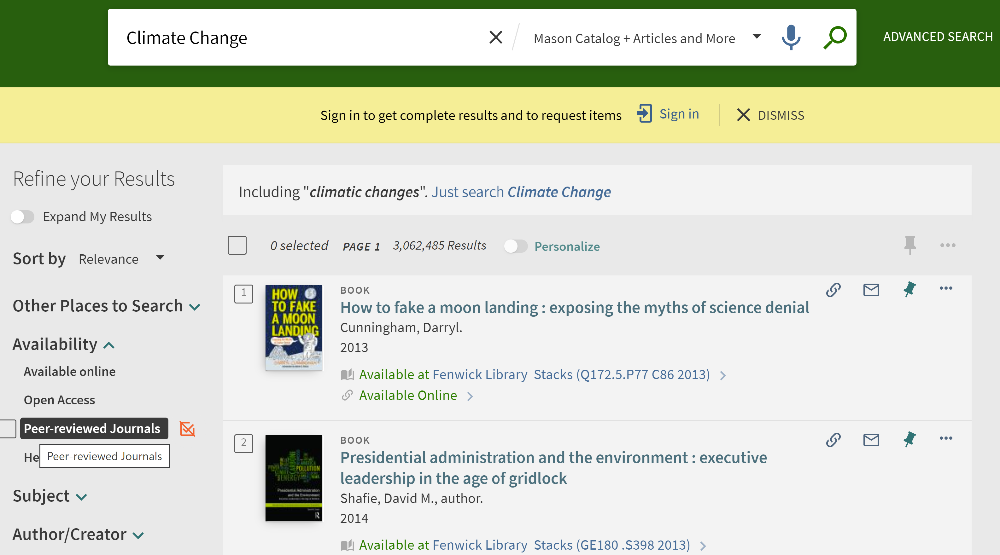 Climate Change
Mason Catalog + Articles and More
ADVANCED SEARCH
Sign in to get complete results and to request items
Sign in
DISMISS
Refine your Results
Expand My Results
Sort by Relevance
Other Places to Search
Availability
Available online
Open Access
Peer-reviewed Journals
He
Peer-reviewed Journals
Subject
Author/Creator
Including "climatic changes". Just search Climate Change
0 selected PAGE 1 3,062,485 Results Personalize
1
HOW
TO FAKE
A MOON
LANDING
BOOK
How to fake a moon landing : exposing the myths of science denial
Cunningham, Darryl.
2013
Available at Fenwick Library Stacks (Q172.5.P77 C86 2013)
Available Online
2
POLLUTION
ENERGY
Presidential Administration
and the Environment
R
BOOK
Presidential administration and the environment : executive
leadership in the age of gridlock
Shafie, David M., author.
2014
Available at Fenwick Library Stacks (GE180 .S398 2013)